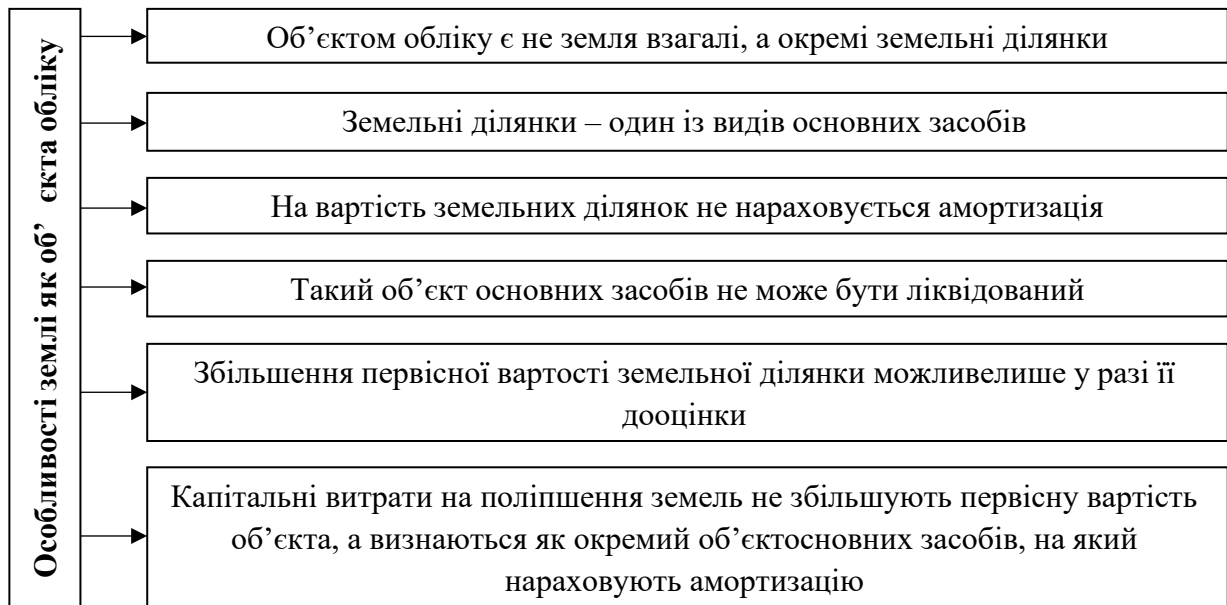 Особливості землі як об’ єкта обліку
Об’єктом обліку є не земля взагалі, а окремі земельні ділянки
Земельні ділянки – один із видів основних засобів
На вартість земельних ділянок не нараховується амортизація
Такий об’єкт основних засобів не може бути ліквідований
Збільшення первісної вартості земельної ділянки можливелише у разі її
дооцінки
Капітальні витрати на поліпшення земель не збільшують первісну вартість
об’єкта, а визнаються як окремий об’єктосновних засобів, на який
нараховують амортизацію